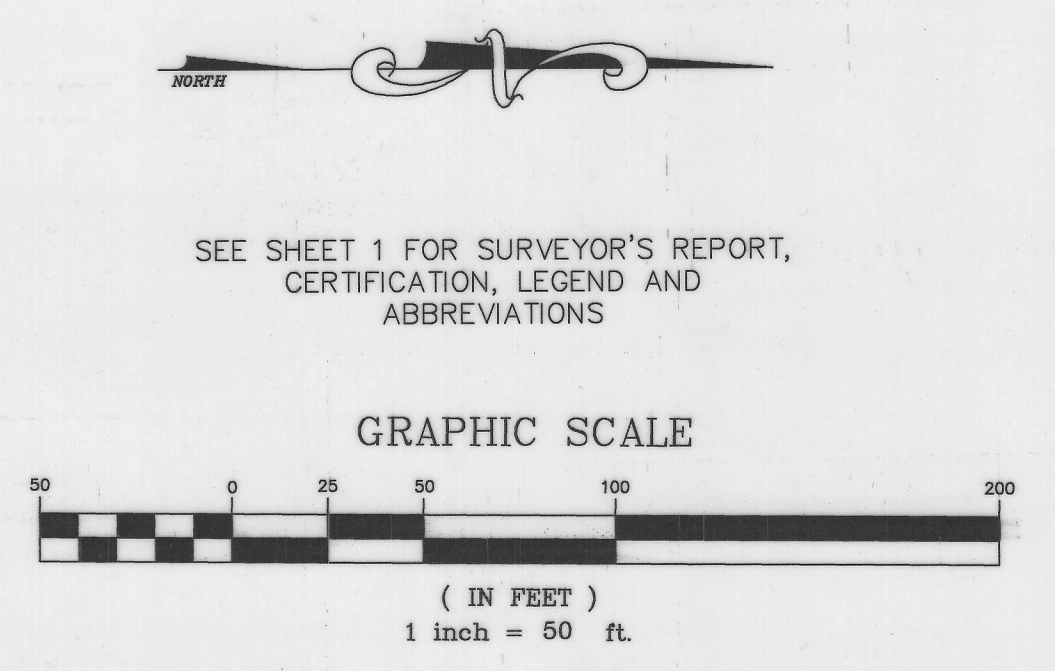 NORTH
SEE SHEET 1 FOR SURVEYOR'S REPORT,
CERTIFICATION, LEGEND AND
ABBREVIATIONS
GRAPHIC SCALE
50 0 25 50 100 200
( IN FEET )
1 inch = 50 ft.